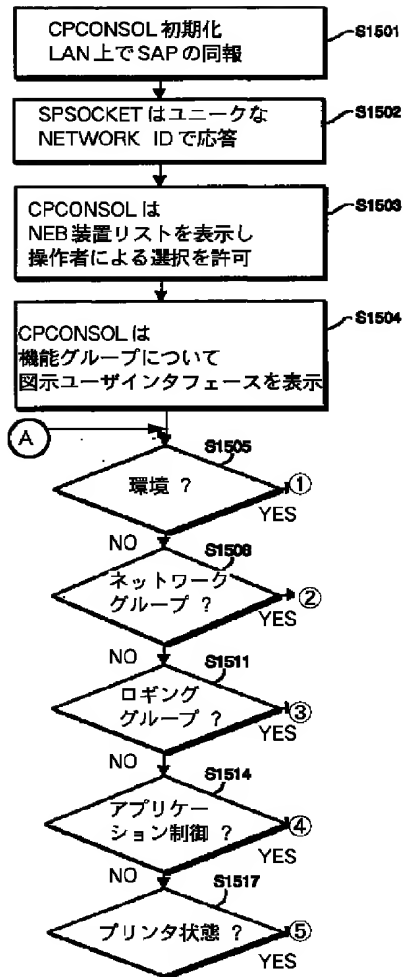 CPCONSOL初期化
LAN上でSAPの同報
S1501
SPSOCKETはユニークな
NETWORK IDで応答
S1502
CPCONSOLは
NEB装置リストを表示し
操作者による選択を許可
S1503
CPCONSOLは
機能グループについて
図示ユーザインタフェースを表示
S1504
A
S1505
環境 ?
①
YES
NO
S1508
ネットワーク
グループ ?
②
YES
NO
S1511
ロギング
グループ ?
③
YES
NO
S1514
アプリケー
ション制御 ?
④
YES
NO
S1517
プリンタ状態 ?
⑤
YES